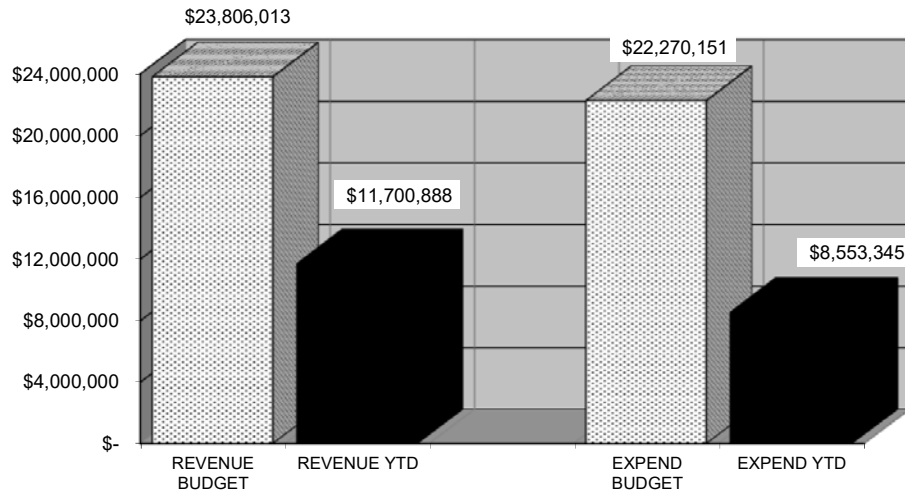 $23,806,013
$22,270,151
$24,000,000
$20,000,000
$16,000,000
$11,700,888
$12,000,000
$8,553,345
$8,000,000
$4,000,000
$-
REVENUE
BUDGET
REVENUE YTD
EXPEND
BUDGET
EXPEND YTD